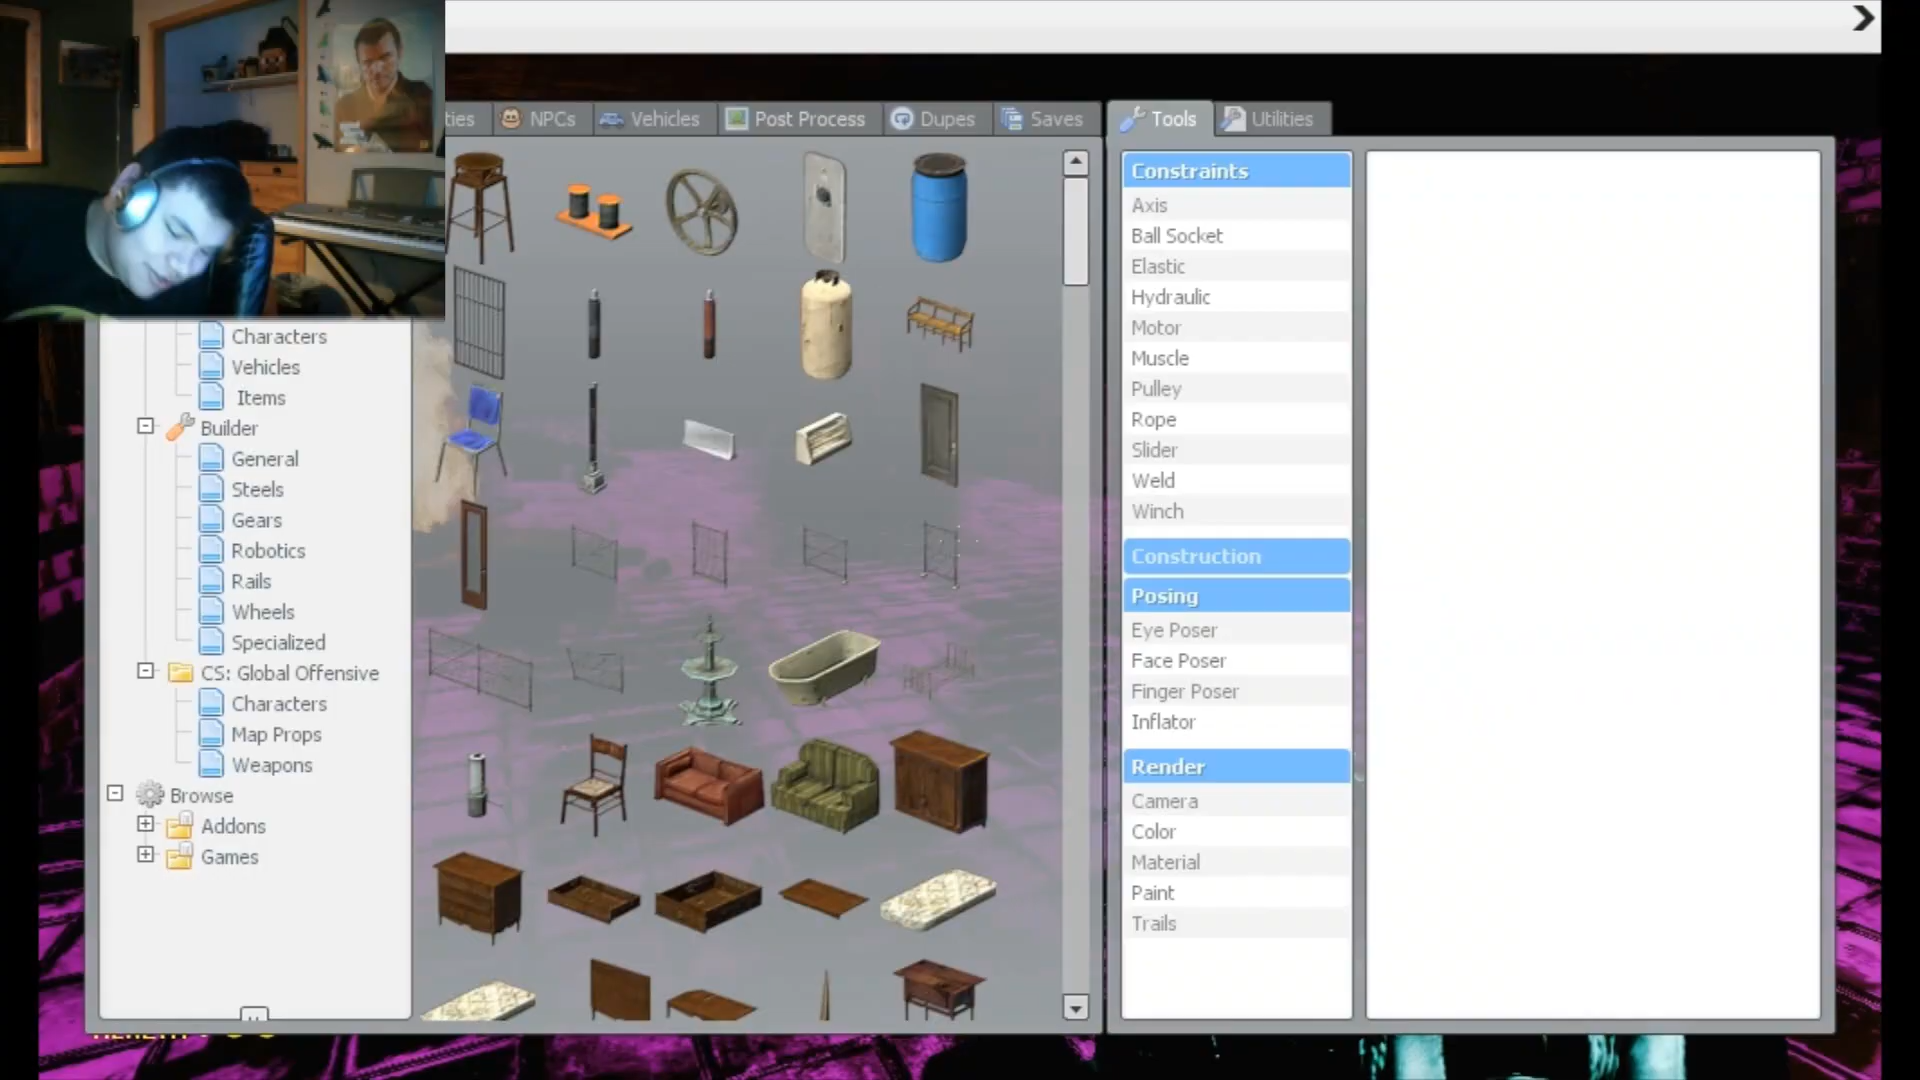 NPCs
Vehicles
Post Process
Dupes
Saves
Tools
Utilities
Constraints
Axis
Ball Socket
Elastic
Hydraulic
Motor
Muscle
Pulley
Rope
Slider
Weld
Winch
Construction
Posing
Eye Poser
Face Poser
Finger Poser
Inflator
Render
Camera
Color
Material
Paint
Trails
Characters
Vehicles
Items
Builder
General
Steels
Gears
Robotics
Rails
Wheels
Specialized
CS: Global Offensive
Characters
Map Props
Weapons
Browse
Addons
Games